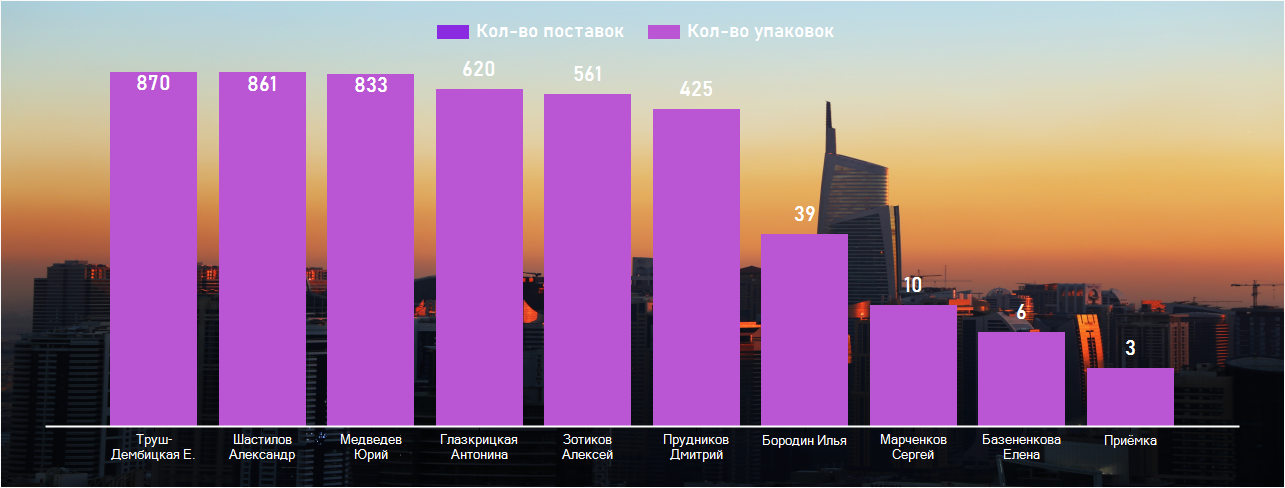 Кол-во поставок Кол-во упаковок
870 861 833 620 561 425 39 10 6 3
Труш-
Дембицкая Е.
Шастилов
Александр
Медведев
Юрий
Глазкрицкая
Антонина
Зотиков
Алексей
Прудников
Дмитрий
Бородин Илья
Марченков
Сергей
Базененкова
Елена
Приёмка